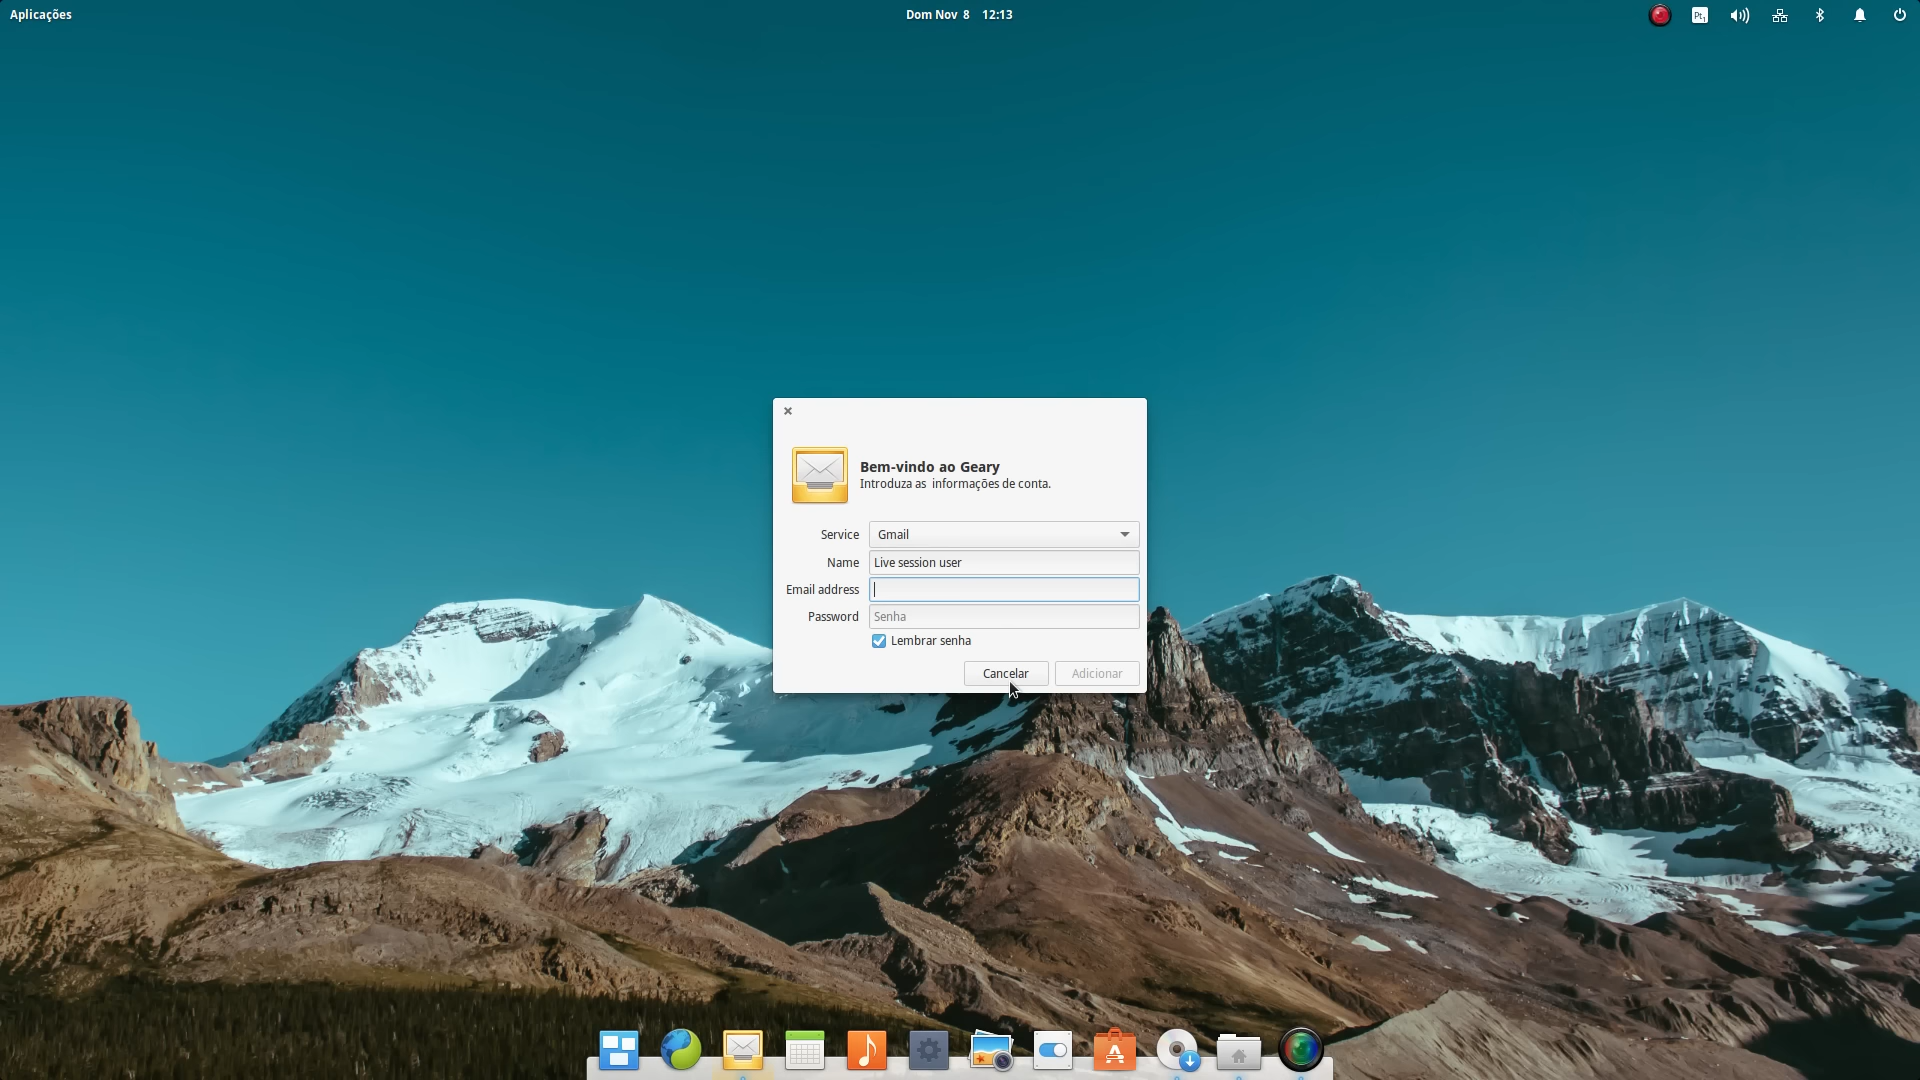 Aplicações
Dom Nov 8 12:13
Pt₁
Bem-vindo ao Geary
Introduza as informações de conta.
Service Gmail
Name Live session user
Email address
Password Senha
Lembrar senha
Cancelar Adicionar